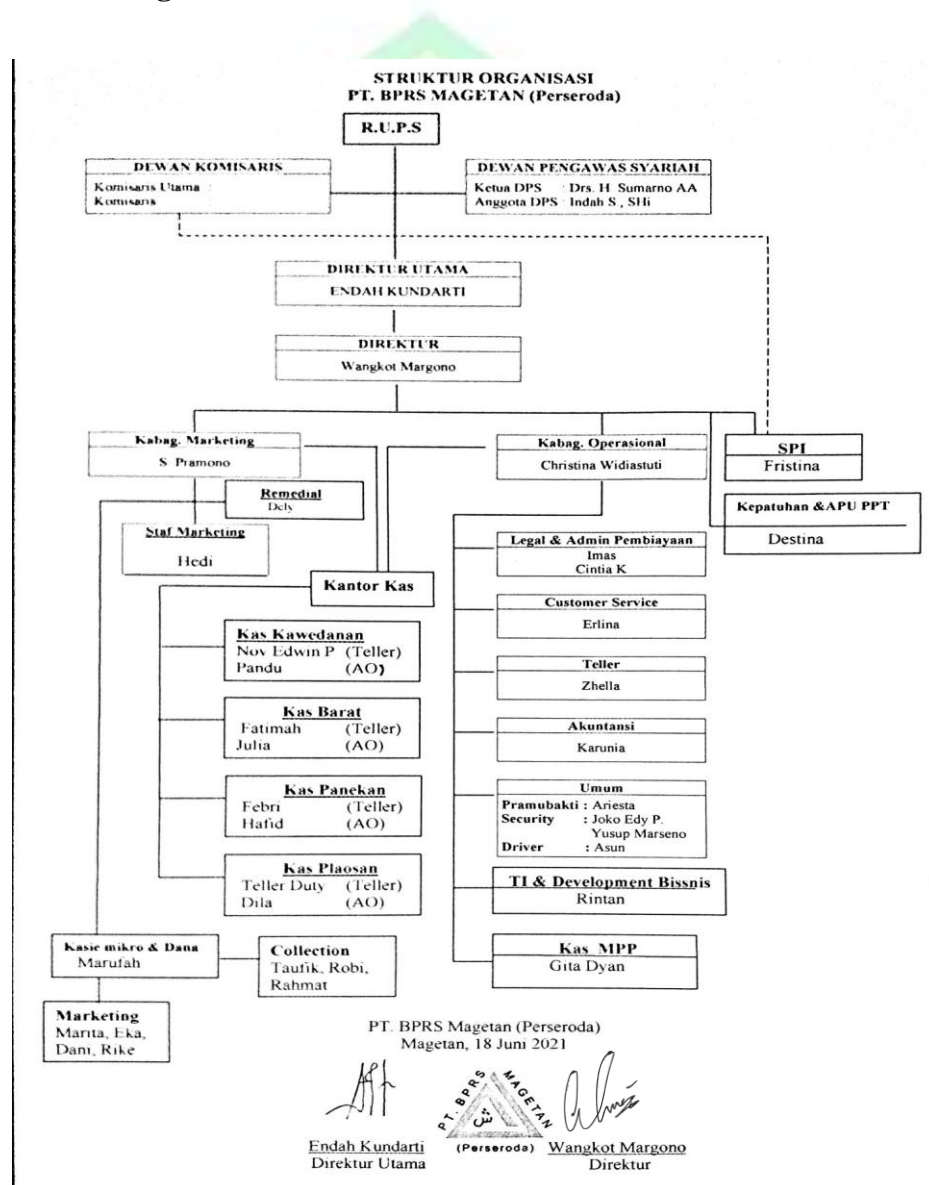 STRUKTUR ORGANISASI
PT. BPRS MAGETAN (Perseroda)
R.U.P.S
DEWAN KOMISARIS
Komisaris Utama :
Komisaris
DEWAN PENGAWAS SYARIAH
Ketua DPS : Drs. H. Sumarno AA
Anggota DPS : Indah S., SHi
DIREKTUR UTAMA
ENDAH KUNDARTI
DIREKTUR
Wangkot Margono
Kabag. Marketing
S. Pramono
Kabag. Operasional
Christina Widiastuti
SPI
Fristina
Remedial
Dely
Kepatuhan &APU PPT
Destina
Staf Marketing
Hedi
Kantor Kas
Legal & Admin Pembiayaan
Imas
Cintia K
Kas Kawedanan
Nov Edwin P (Teller)
Pandu (AO)
Customer Service
Erlina
Kas Barat
Fatimah (Teller)
Julia (AO)
Teller
Zhella
Kas Panekan
Febri (Teller)
Hafid (AO)
Akuntansi
Karunia
Kas Plaosan
Teller Duty (Teller)
Dila (AO)
Umum
Pramubakti : Ariesta
Security : Joko Edy P.
Yusup Marseno
Driver : Asun
TI & Development Bissnis
Rintan
Kas MPP
Gita Dyan
Kasie mikro & Dana
Marufah
Collection
Taufik, Robi,
Rahmat
Marketing
Marita, Eka,
Dani, Rike
PT. BPRS Magetan (Perseroda)
Magetan, 18 Juni 2021
PT. BPRS MAGETAN
(Perseroda)
Endah Kundarti
Direktur Utama
Wangkot Margono
Direktur